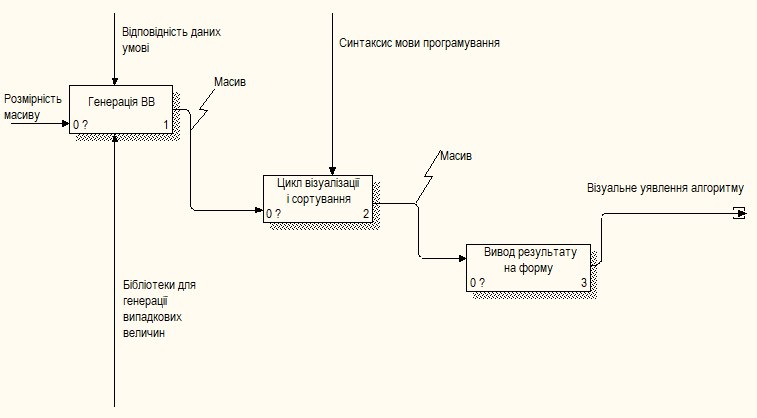 Відповідність даних
умові
Синтаксис мови програмування
Масив
Розмірність
масиву
Генерація ВВ
0 ? 1
Масив
Цикл візуалізації
і сортування
0 ? 2
Візуальне уявлення алгоритму
Вивод результату
на форму
0 ? 3
Бібліотеки для
генерації
випадкових
величин